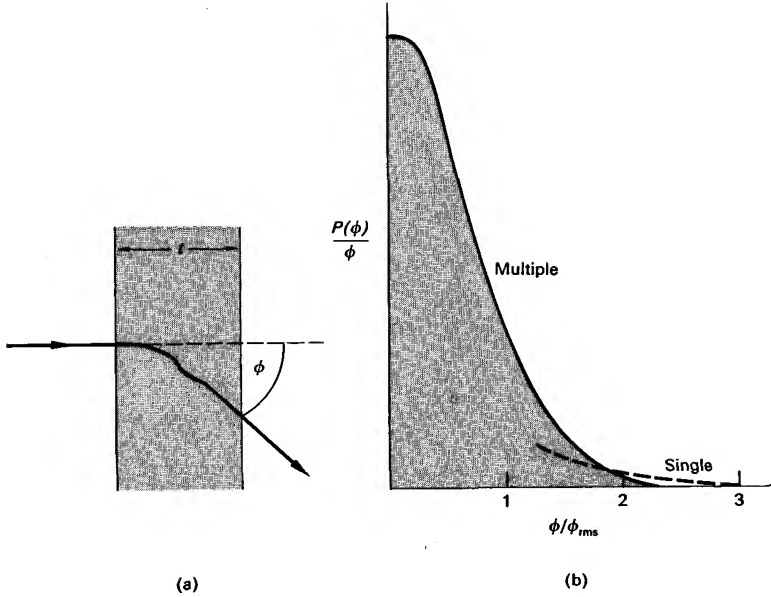 t
ϕ
(a)
P(ϕ)
ϕ
Multiple
Single
1 2 3
ϕ/ϕrms
(b)